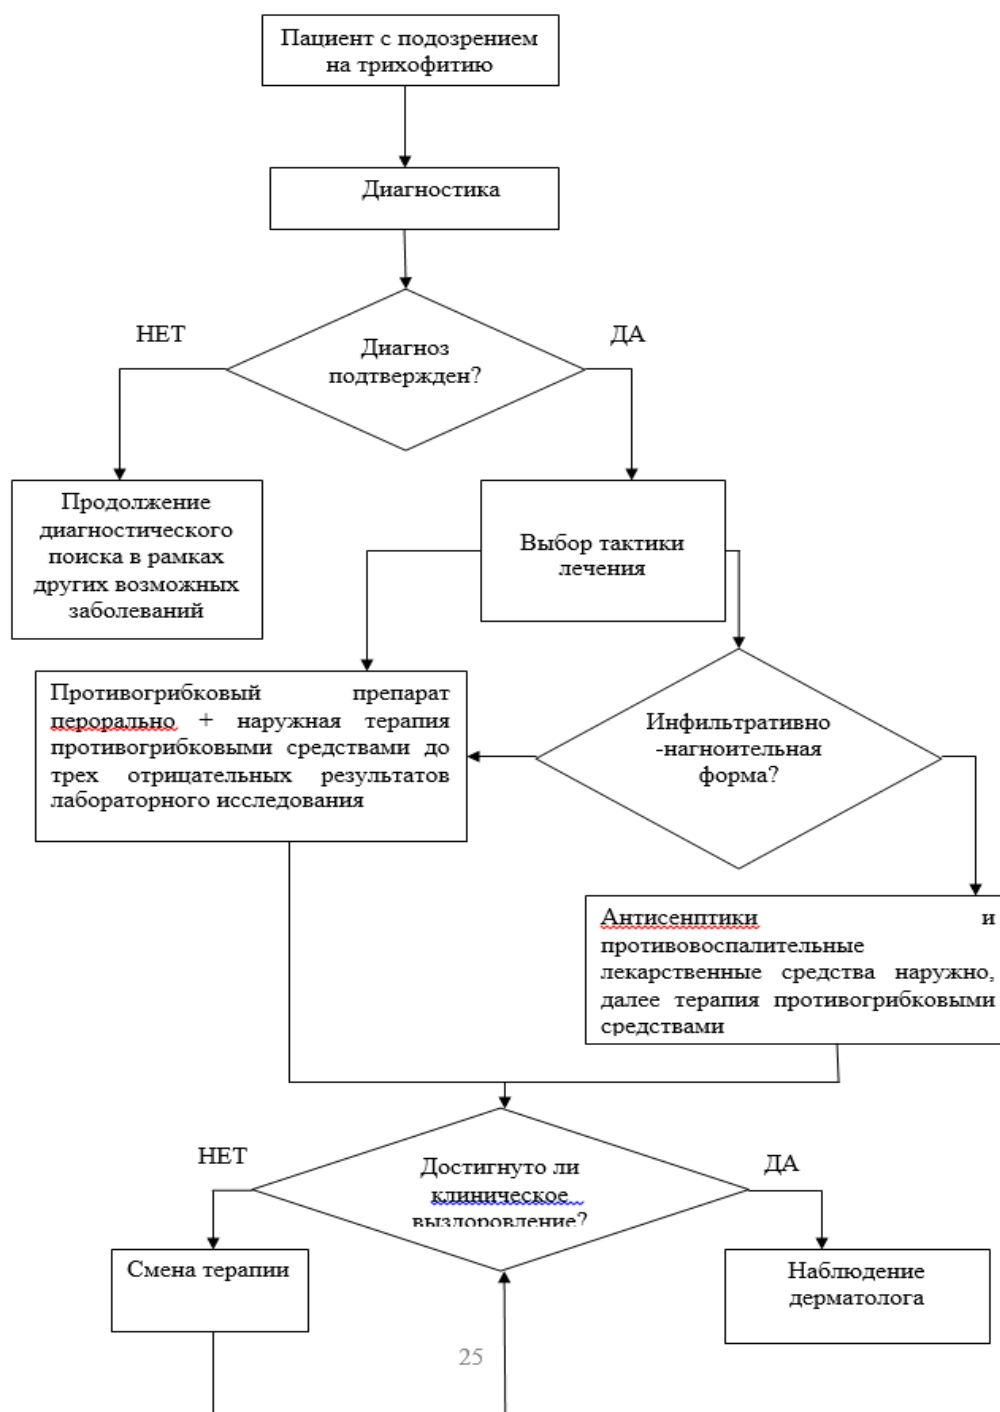 Пациент с подозрением
на трихофитию
Диагностика
НЕТ
ДА
Диагноз
подтвержден?
Продолжение
диагностического
поиска в рамках
других возможных
заболеваний
Выбор тактики
лечения
Противогрибковый препарат
перорально + наружная терапия
противогрибковыми средствами до
трех отрицательных результатов
лабораторного исследования
Инфильтративно
-нагноительная
форма?
Антисенптики и
противовоспалительные
лекарственные средства наружно,
далее терапия противогрибковыми
средствами
НЕТ
ДА
Достигнуто ли
клиническое
выздоровление?
Смена терапии
Наблюдение
дерматолога
25